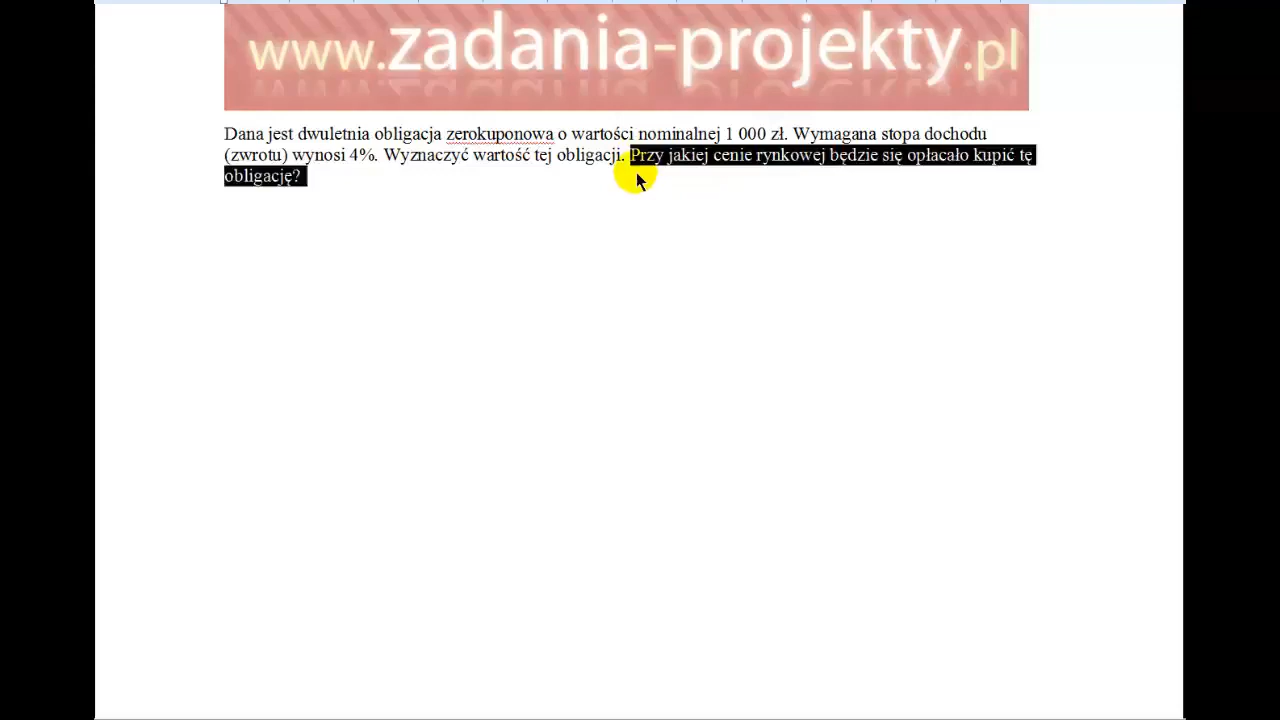 www.zadania-projekty.pl
Dana jest dwuletnia obligacja zerokuponowa o wartości nominalnej 1 000 zł. Wymagana stopa dochodu
(zwrotu) wynosi 4%. Wyznaczyć wartość tej obligacji. Przy jakiej cenie rynkowej będzie się opłacało kupić tę
obligację?